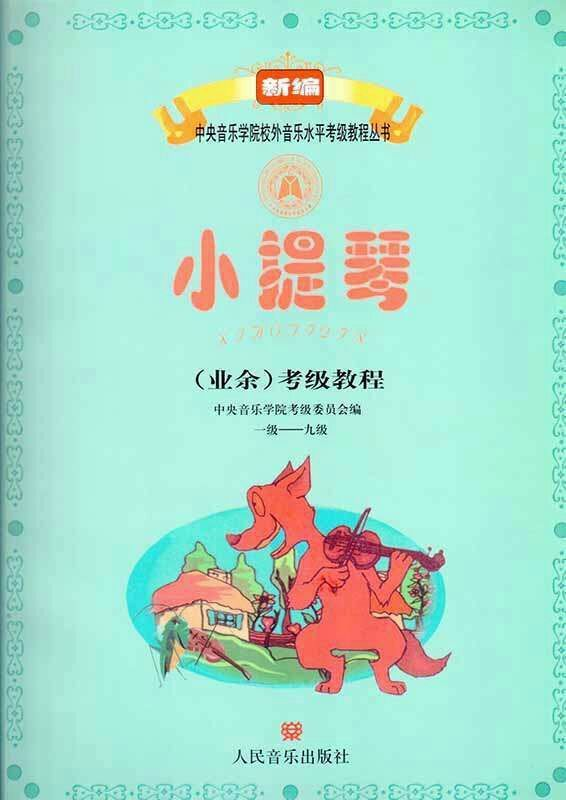 新编
中央音乐学院校外音乐水平考级教程丛书
小提琴
XIAOTIQIN
（业余）考级教程
中央音乐学院考级委员会编
一级——九级
人民音乐出版社